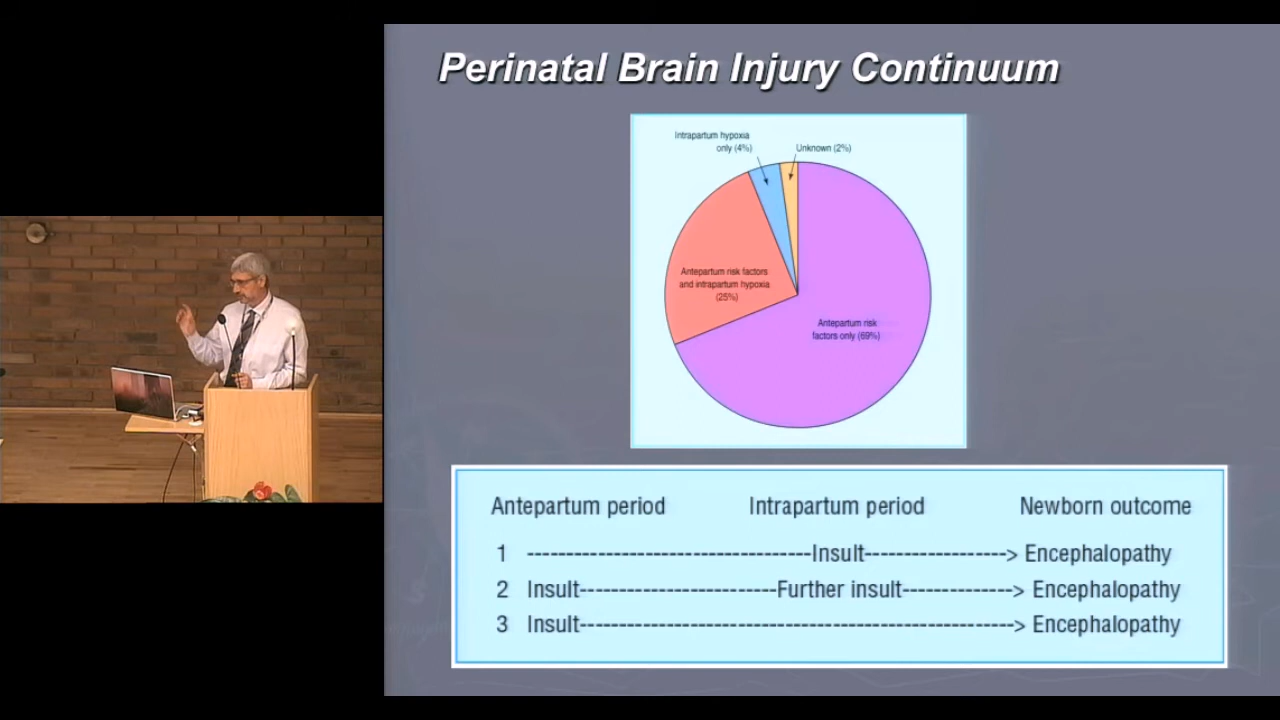 Perinatal Brain Injury Continuum
Intrapartum hypoxia
only (4%)
Unknown (2%)
Antepartum risk factors
and intrapartum hypoxia
(25%)
Antepartum risk
factors only (69%)
Antepartum period Intrapartum period Newborn outcome
1 -------------------------------------Insult------------------> Encephalopathy
2 Insult--------------------------Further insult--------------> Encephalopathy
3 Insult---------------------------------------------------------> Encephalopathy